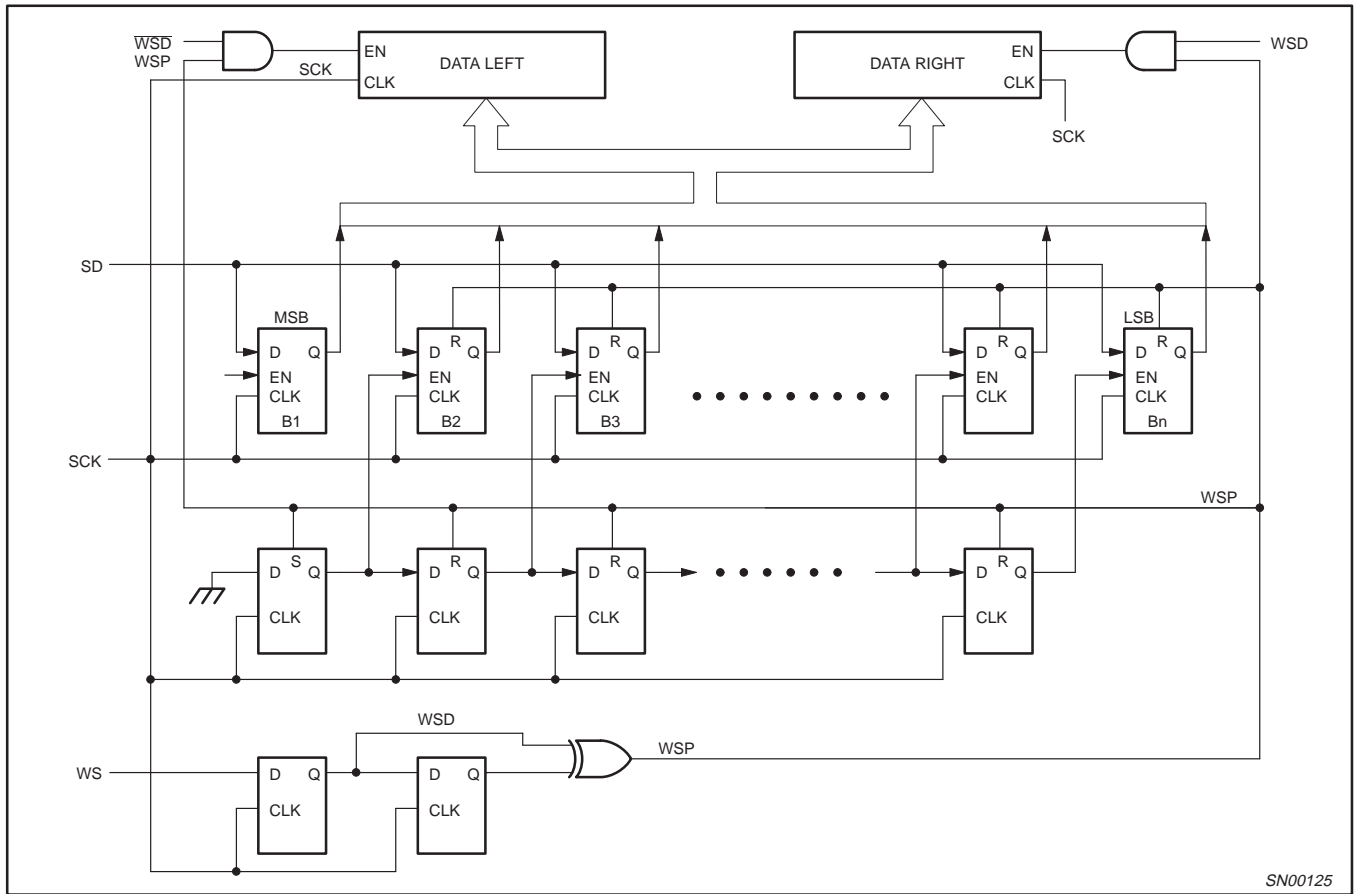 WSD
WSP
SCK
EN
CLK
DATA LEFT
DATA RIGHT
EN
CLK
WSD
SCK
SD
MSB
D Q
EN
CLK
B1
R
D Q
EN
CLK
B2
R
D Q
EN
CLK
B3
R
D Q
EN
CLK
LSB
R
D Q
EN
CLK
Bn
SCK
WSP
S
D Q
CLK
R
D Q
CLK
R
D Q
CLK
R
D Q
CLK
WSD
WSP
WS
D Q
CLK
D Q
CLK
SN00125